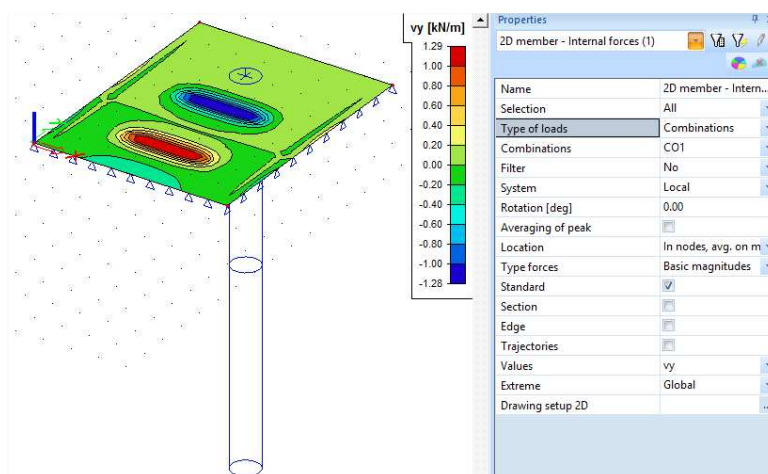 vy [kN/m]
1.29
1.00
0.80
0.60
0.40
0.20
0.00
-0.20
-0.40
-0.60
-0.80
-1.00
-1.28
Properties
2D member - Internal forces (1)
Name 2D member - Intern...
Selection All
Type of loads Combinations
Combinations CO1
Filter No
System Local
Rotation [deg] 0.00
Averaging of peak
Location In nodes, avg. on m
Type forces Basic magnitudes
Standard
Section
Edge
Trajectories
Values vy
Extreme Global
Drawing setup 2D ...